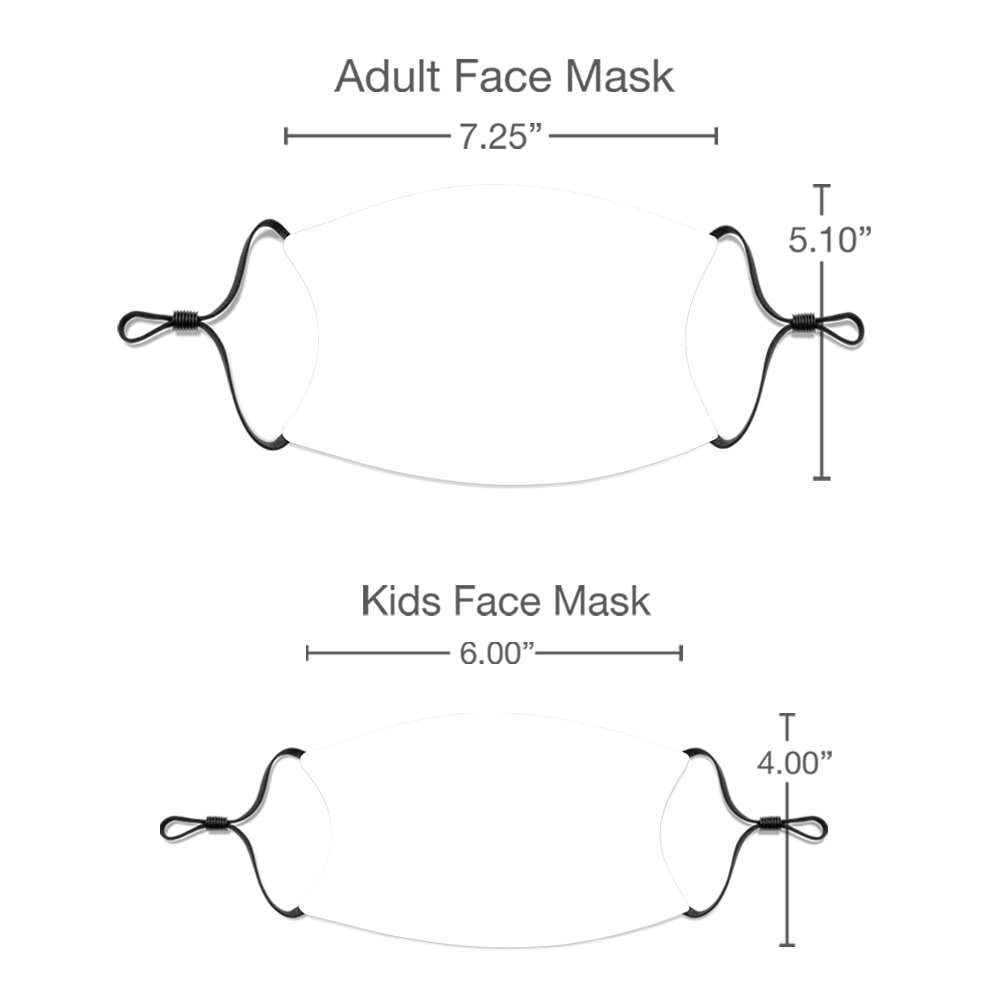 Adult Face Mask
7.25”
5.10”
Kids Face Mask
6.00”
4.00”